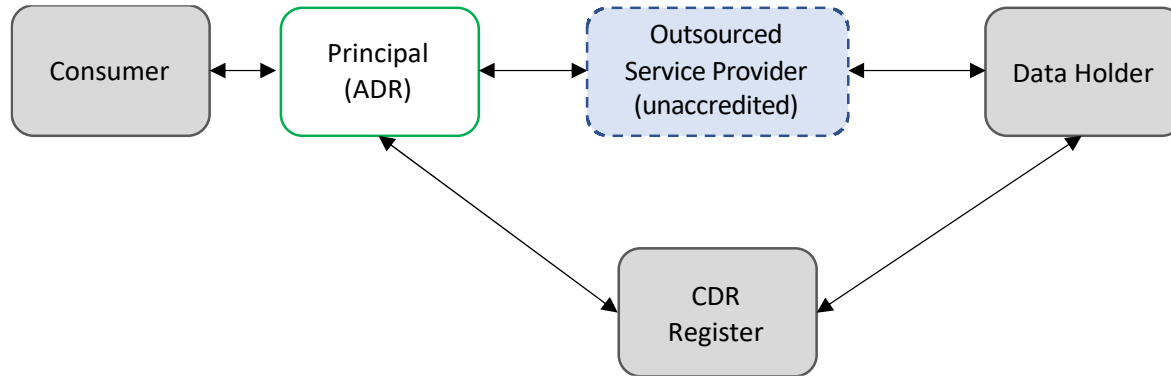 Consumer
Principal
(ADR)
Outsourced
Service Provider
(unaccredited)
Data Holder
CDR
Register